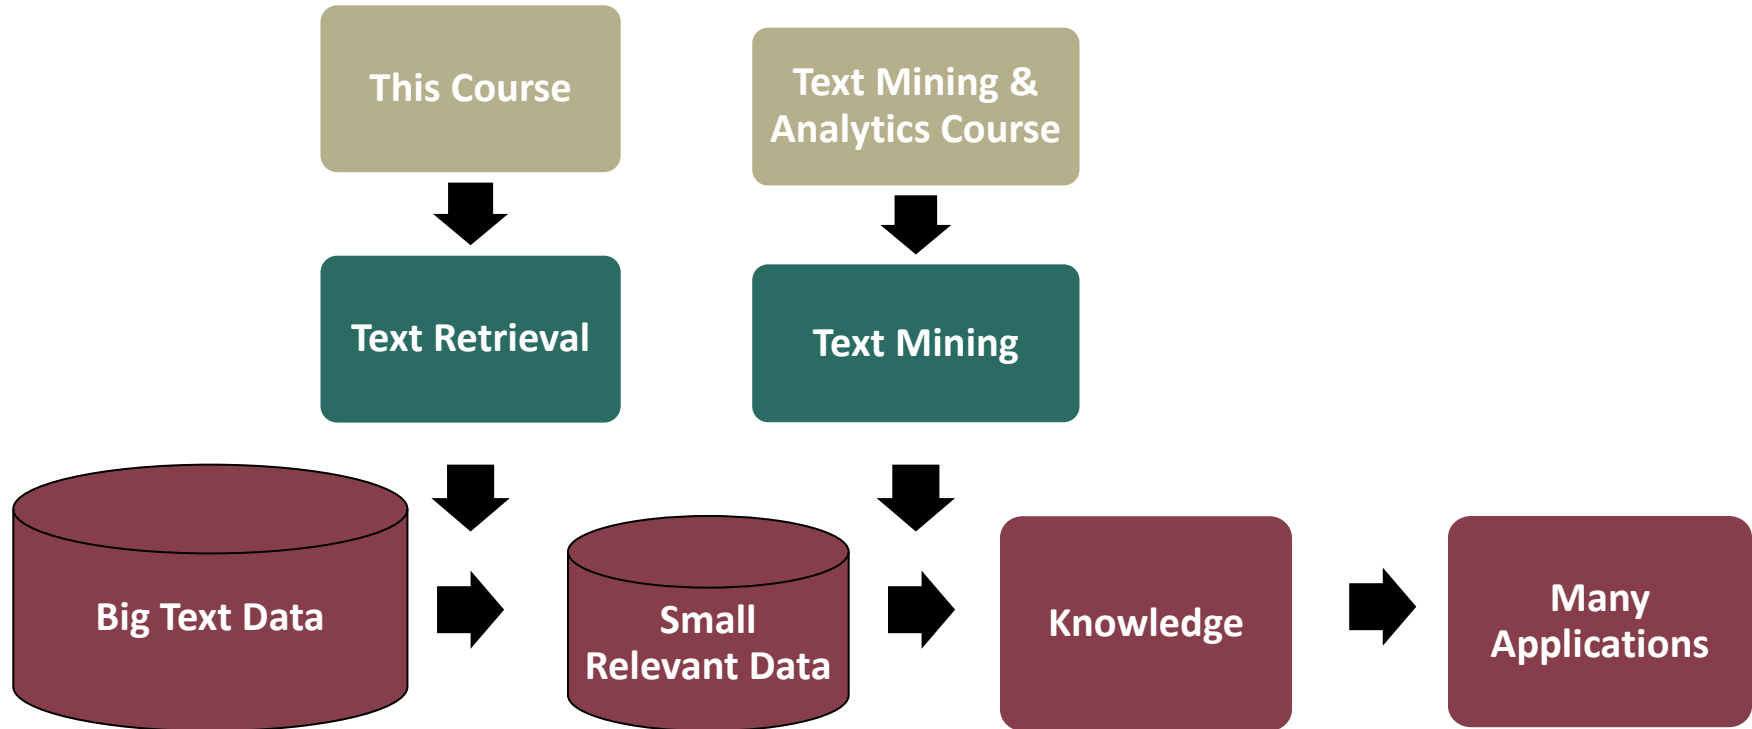 This Course
Text Mining &
Analytics Course
Text Retrieval
Text Mining
Big Text Data
Small
Relevant Data
Knowledge
Many
Applications